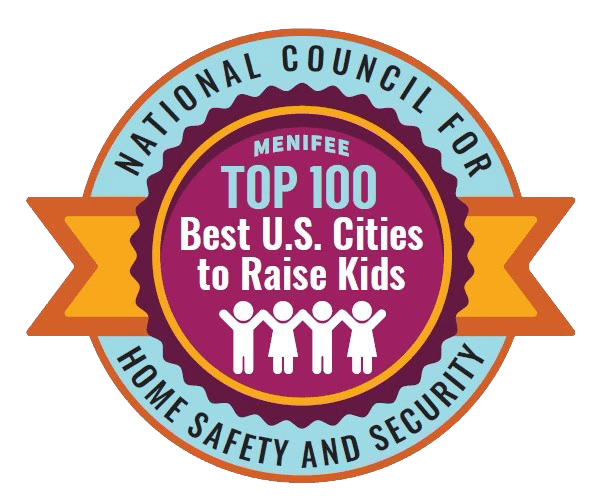 NATIONAL COUNCIL FOR
MENIFEE
TOP 100
Best U.S. Cities
to Raise Kids
HOME SAFETY AND SECURITY